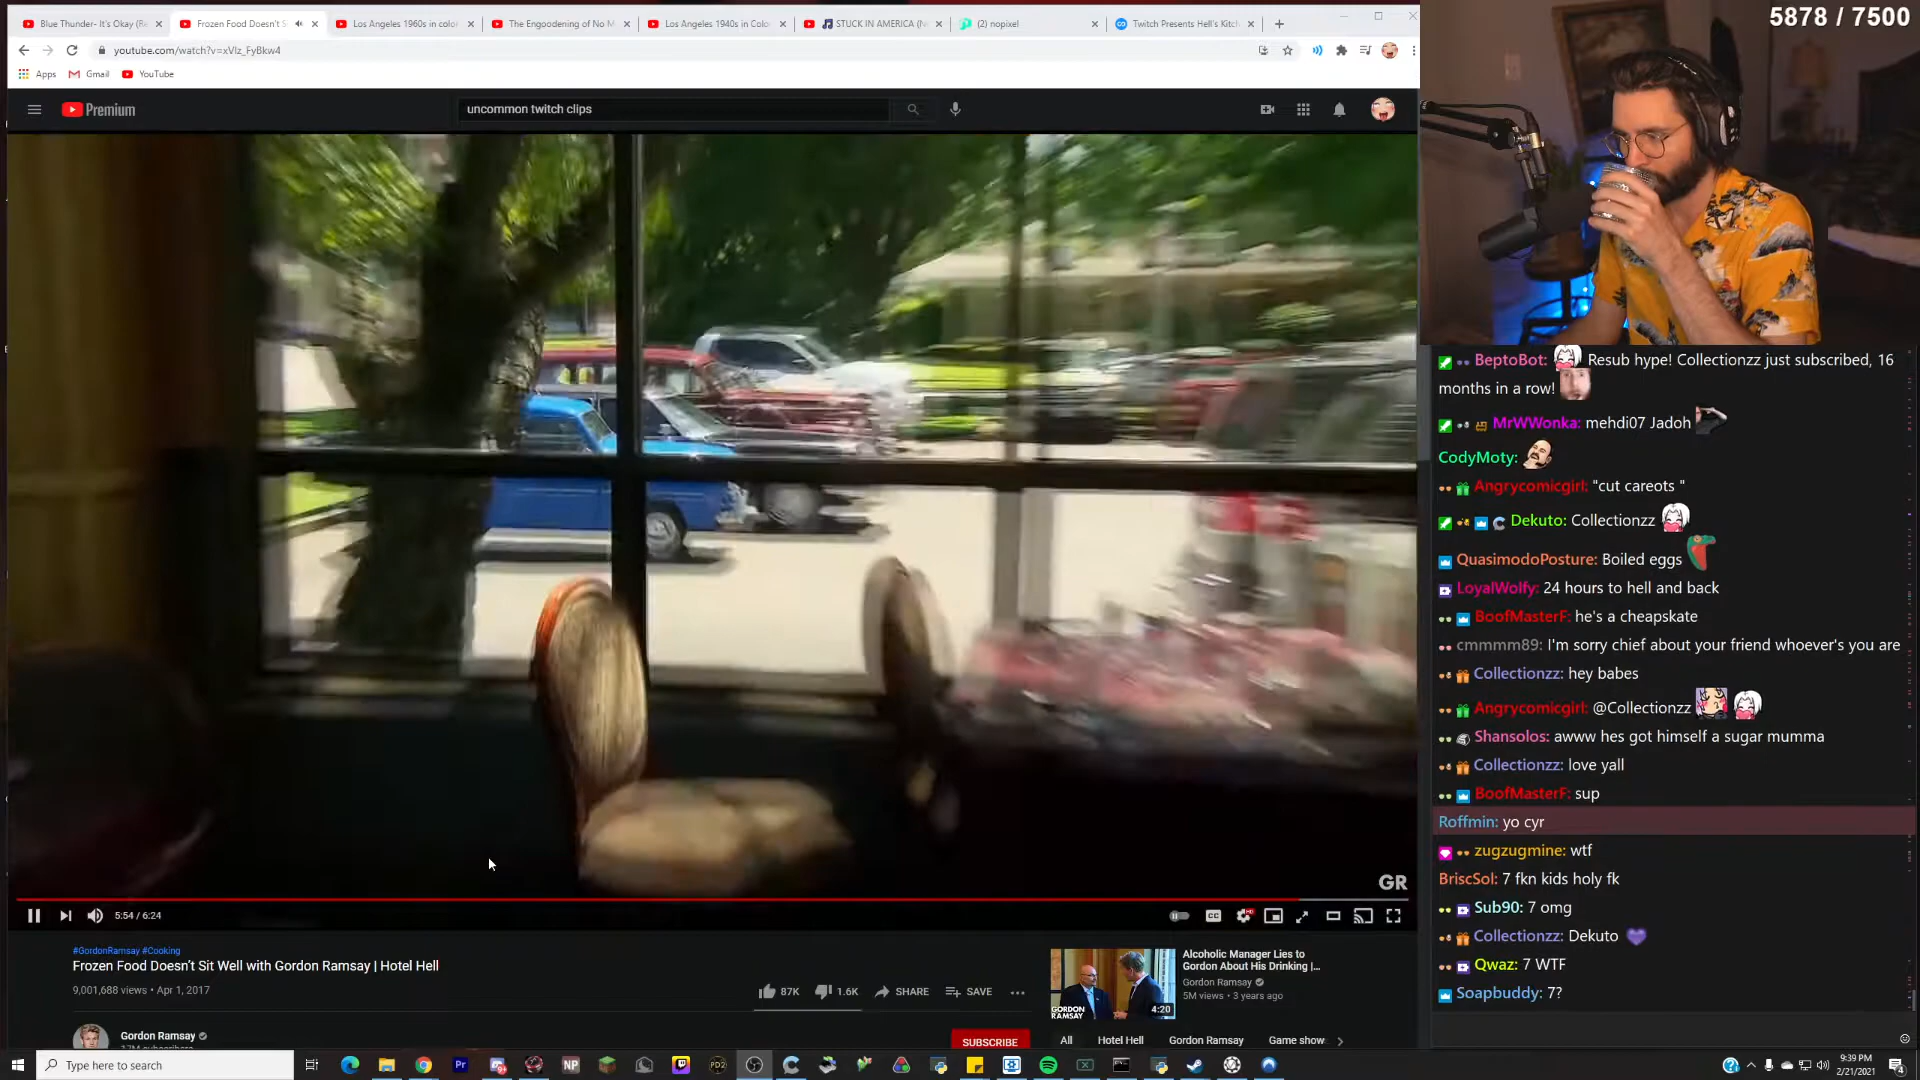 Blue Thunder- It's Okay (Re
Frozen Food Doesn't S
Los Angeles 1960s in color
The Engoodening of No M
Los Angeles 1940s in Colo
STUCK IN AMERICA (N
(2) nopixel
Twitch Presents Hell's Kitch
5878 / 7500
youtube.com/watch?v=xVlz_FyBkw4
Apps
Gmail
YouTube
Premium
uncommon twitch clips
BeptoBot: Resub hype! Collectionzz just subscribed, 16
months in a row!
MrWWonka: mehdi07 Jadoh
CodyMoty:
Angrycomicgirl: "cut careots "
Dekuto: Collectionzz
QuasimodoPosture: Boiled eggs
LoyalWolfy: 24 hours to hell and back
BoofMasterF: he's a cheapskate
cmmmm89: I'm sorry chief about your friend whoever's you are
Collectionzz: hey babes
Angrycomicgirl: @Collectionzz
Shansolos: awww hes got himself a sugar mumma
Collectionzz: love yall
BoofMasterF: sup
Roffmin: yo cyr
zugzugmine: wtf
BriscSol: 7 fkn kids holy fk
Sub90: 7 omg
Collectionzz: Dekuto
Qwaz: 7 WTF
Soapbuddy: 7?
GR
5:54 / 6:24
CC
HD
#GordonRamsay #Cooking
Frozen Food Doesn't Sit Well with Gordon Ramsay | Hotel Hell
9,001,688 views • Apr 1, 2017
87K
1.6K
SHARE
SAVE
GORDON
RAMSAY
4:20
Alcoholic Manager Lies to
Gordon About His Drinking |...
Gordon Ramsay
5M views • 3 years ago
Gordon Ramsay
SUBSCRIBE
All
Hotel Hell
Gordon Ramsay
Game show
Type here to search
Pr
NP
PD2
9:39 PM
2/21/2021